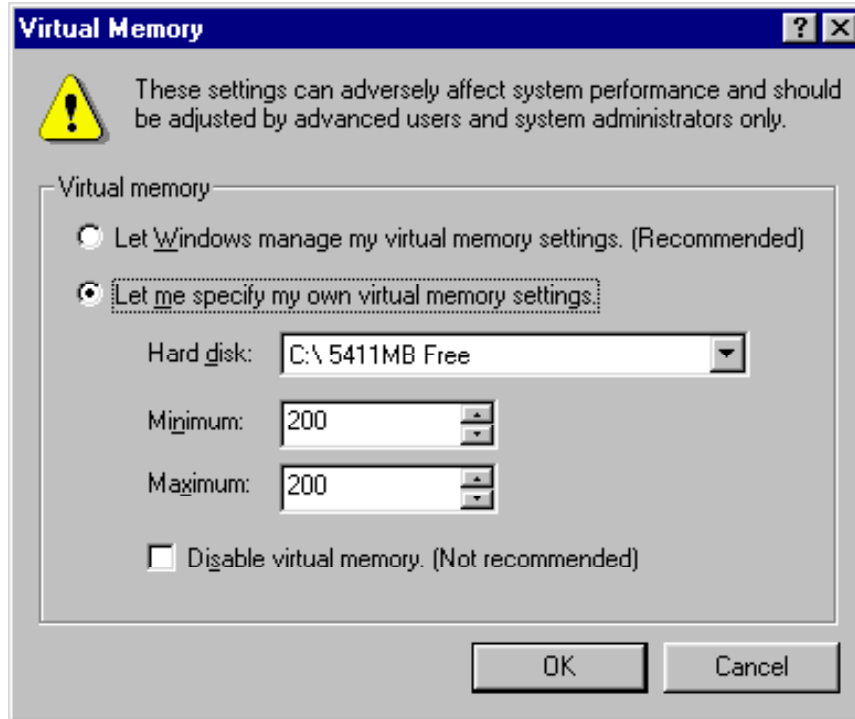 Virtual Memory
These settings can adversely affect system performance and should
be adjusted by advanced users and system administrators only.
Virtual memory
Let Windows manage my virtual memory settings. (Recommended)
Let me specify my own virtual memory settings.
Hard disk: C:\ 5411MB Free
Minimum: 200
Maximum: 200
Disable virtual memory. (Not recommended)
OK Cancel